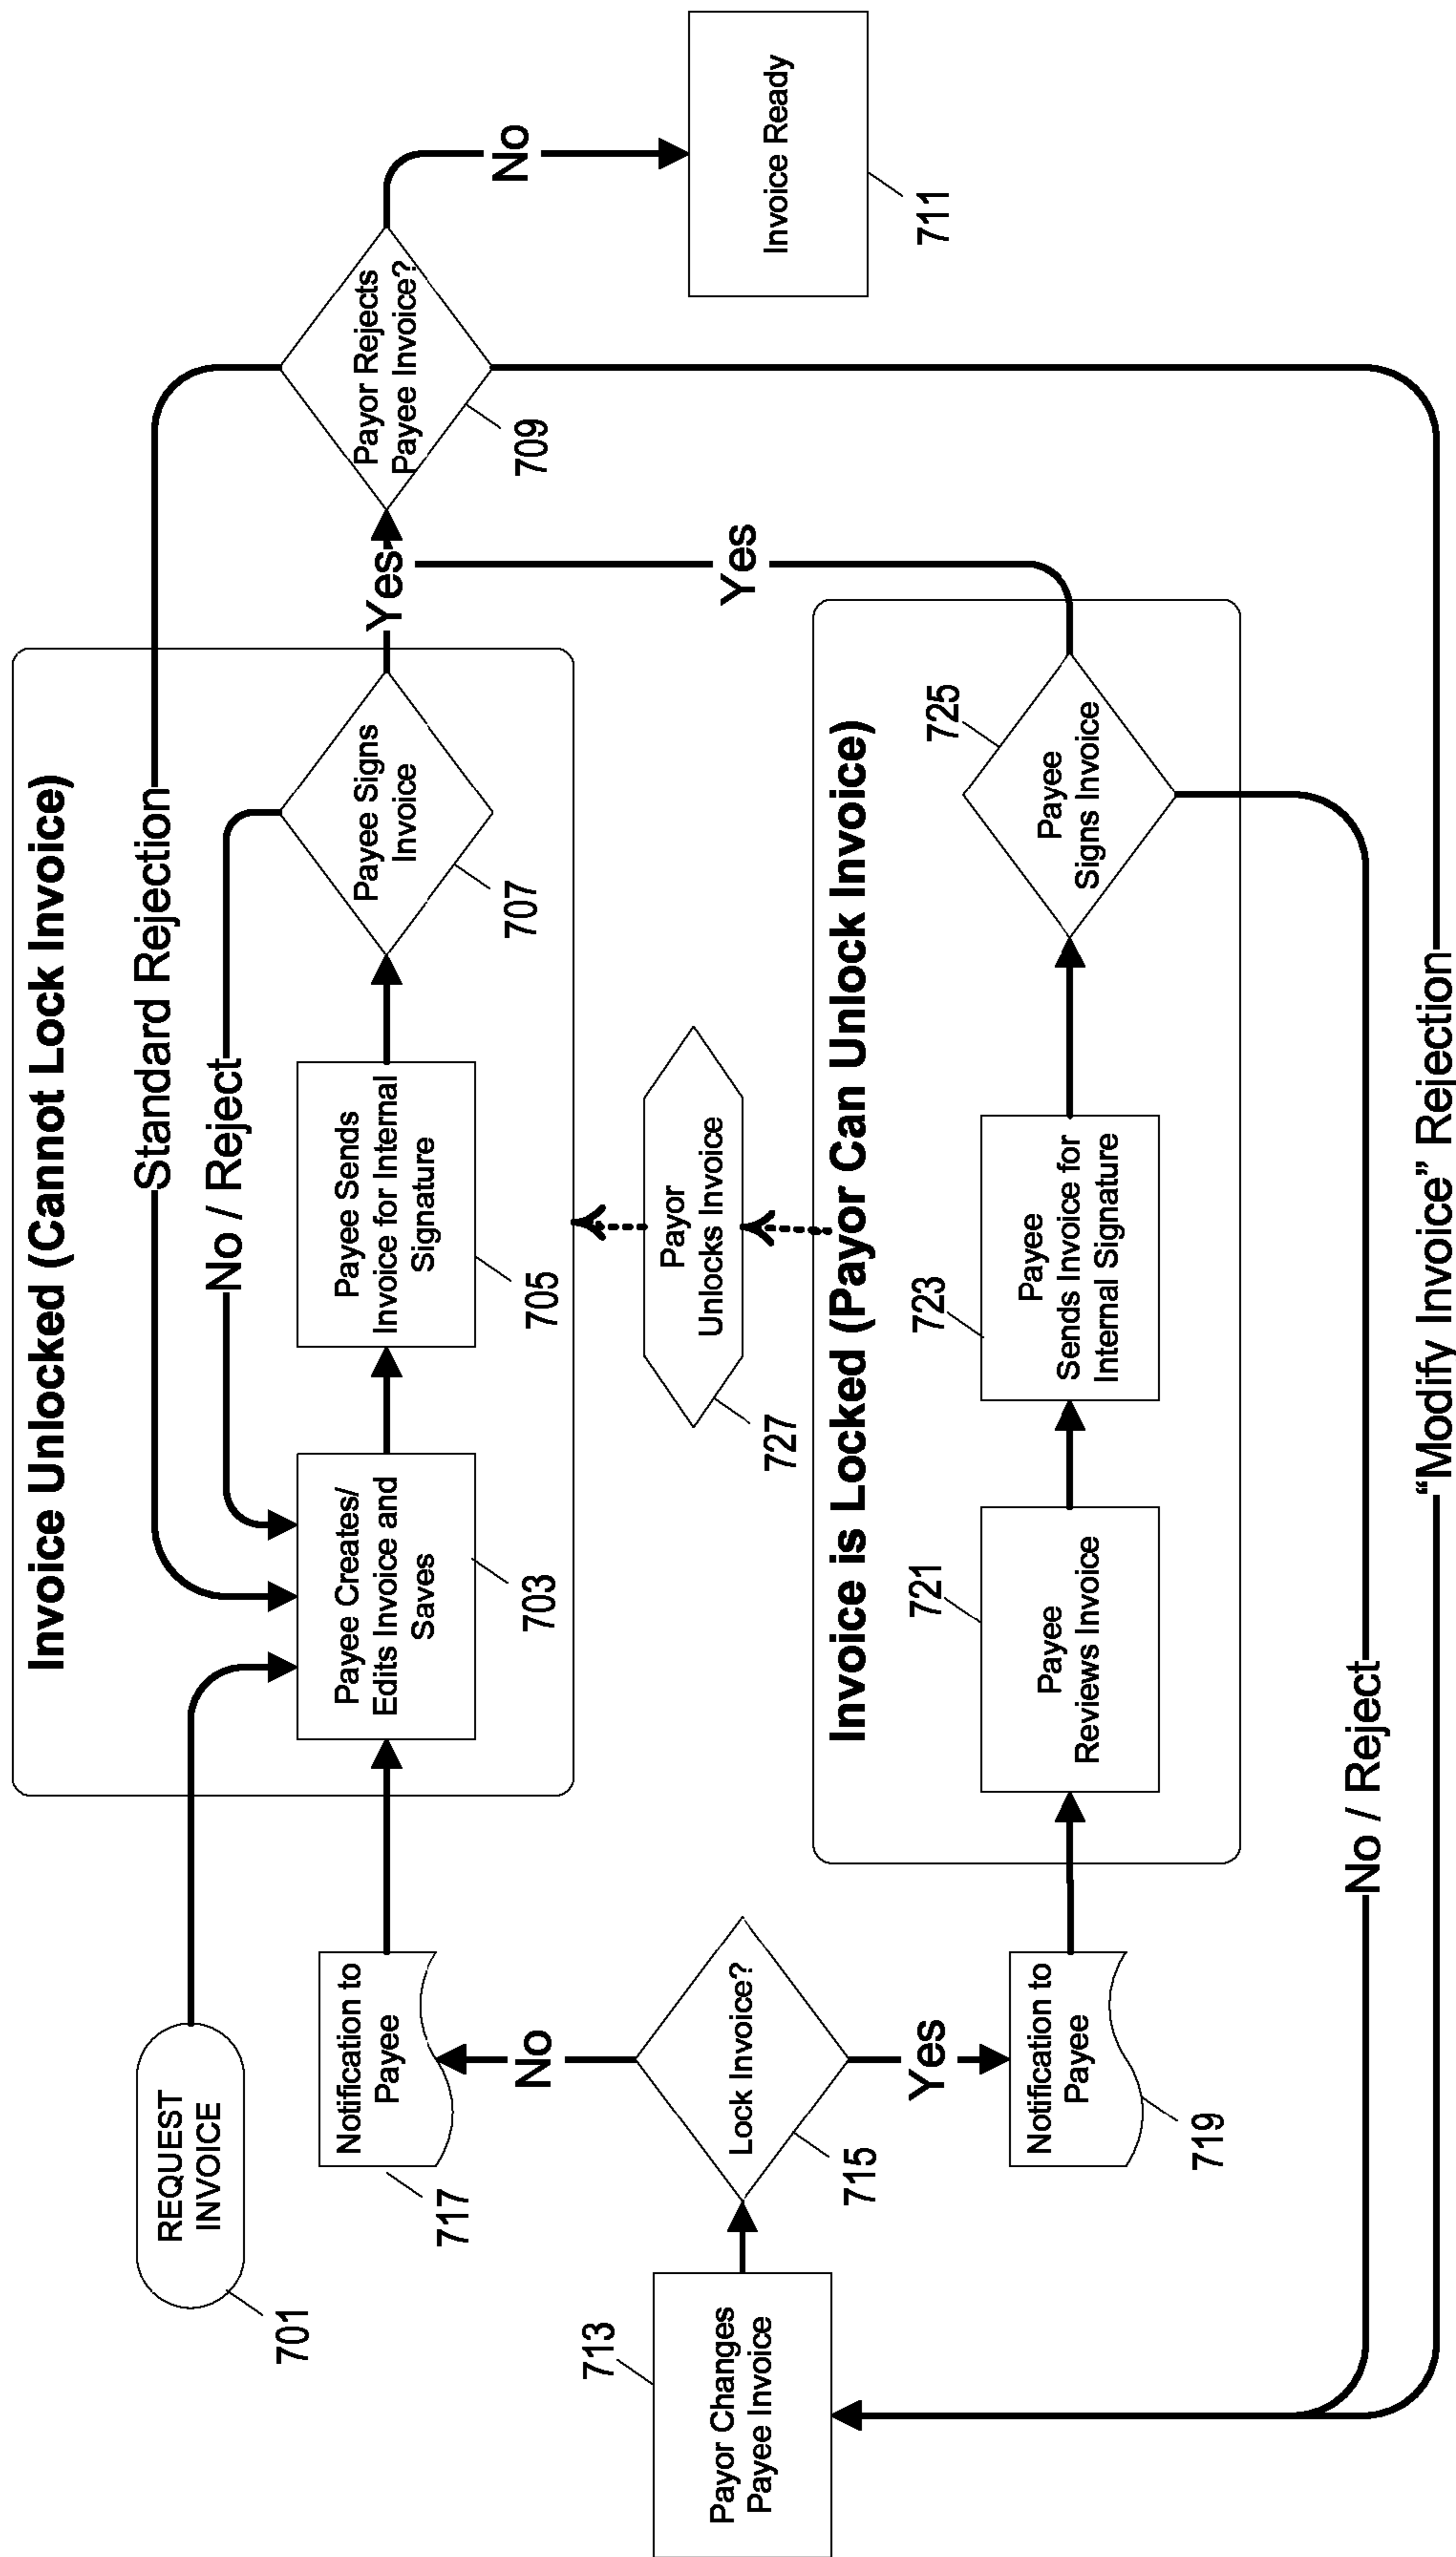 Invoice Unlocked (Cannot Lock Invoice)
Standard Rejection
No / Reject
REQUEST
INVOICE
701
Notification to
Payee
717
Payee Creates/
Edits Invoice and
Saves
703
Payee Sends
Invoice for Internal
Signature
705
Payee Signs
Invoice
707
Yes
Payor Rejects
Payee Invoice?
709
No
Invoice Ready
711
713
Payor Changes
Payee Invoice
Lock Invoice?
715
No
Yes
Notification to
Payee
719
Payor
Unlocks Invoice
727
Yes
Invoice is Locked (Payor Can Unlock Invoice)
721
Payee
Reviews Invoice
723
Payee
Sends Invoice for
Internal Signature
725
Payee
Signs Invoice
No / Reject
“Modify Invoice” Rejection